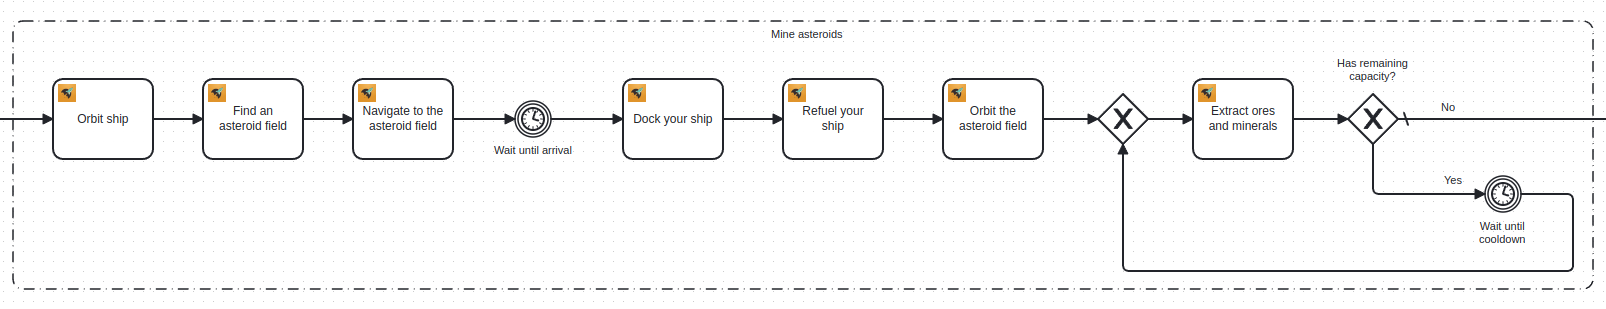 Mine asteroids
Has remaining
capacity?
Orbit ship
Find an
asteroid field
Navigate to the
asteroid field
Wait until arrival
Dock your ship
Refuel your
ship
Orbit the
asteroid field
Extract ores
and minerals
No
Yes
Wait until
cooldown